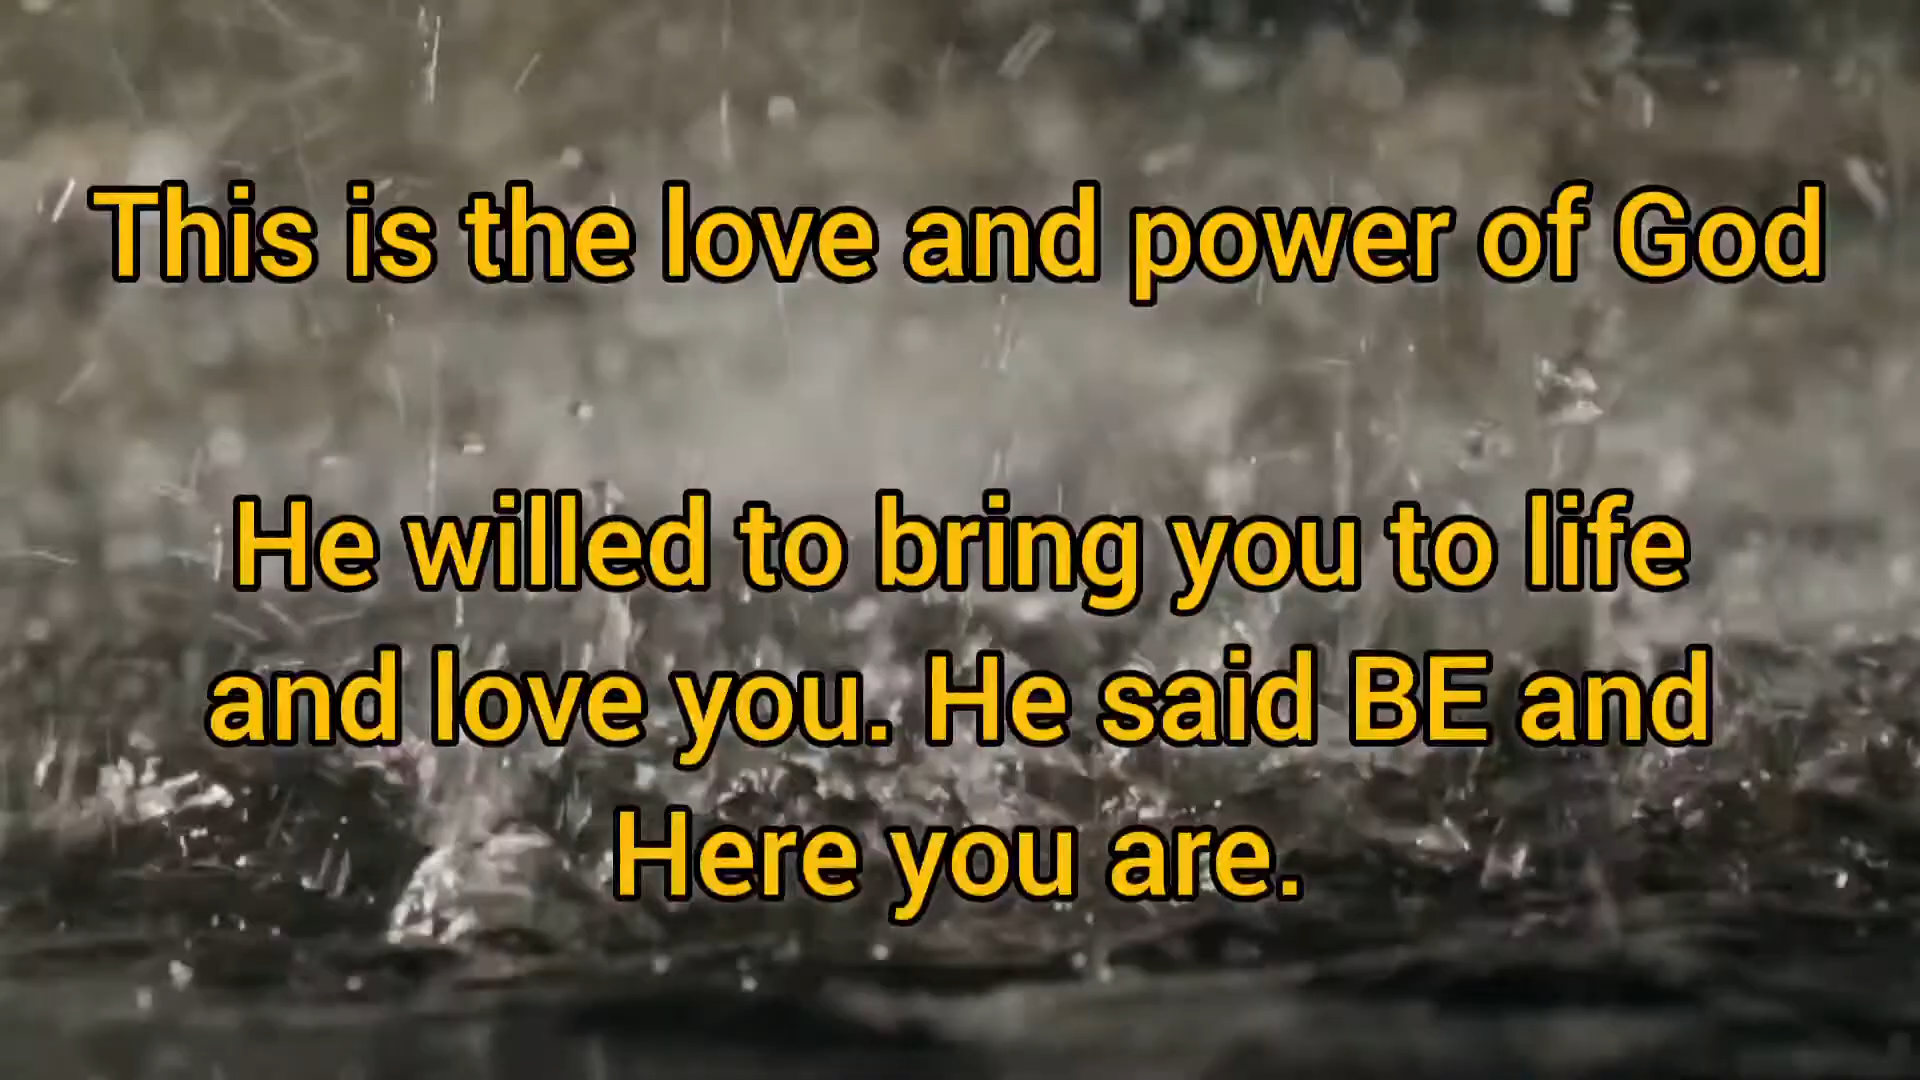 This is the love and power of God
He willed to bring you to life
and love you. He said BE and
Here you are.